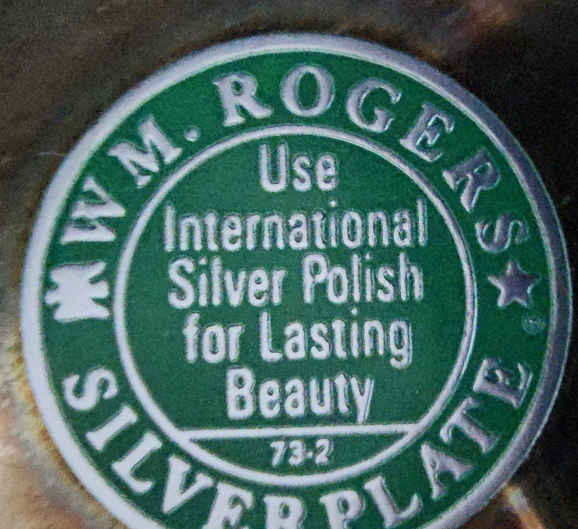 WM. ROGERS
Use
International
Silver Polish
for Lasting
Beauty
73-2
SILVERPLATE